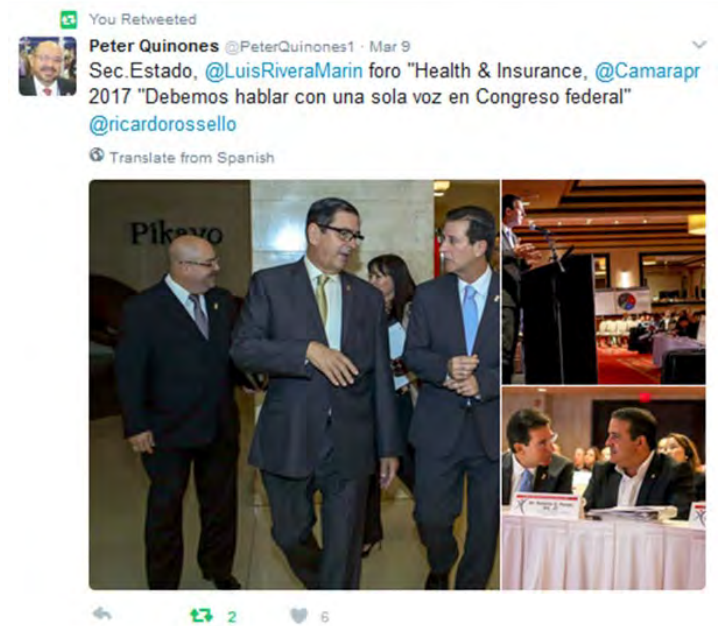 You Retweeted
Peter Quinones @PeterQuinones1 · Mar 9
Sec.Estado, @LuisRiveraMarin foro "Health & Insurance, @Camarapr
2017 "Debemos hablar con una sola voz en Congreso federal"
@ricardorossello
Translate from Spanish
Pikayo
2
6